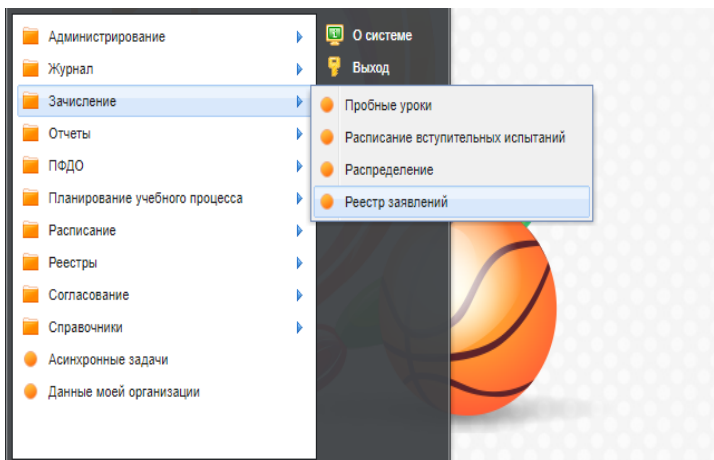 Администрирование
Журнал
Зачисление
Отчеты
ПФДО
Планирование учебного процесса
Расписание
Реестры
Согласование
Справочники
Асинхронные задачи
Данные моей организации
О системе
Выход
Пробные уроки
Расписание вступительных испытаний
Распределение
Реестр заявлений